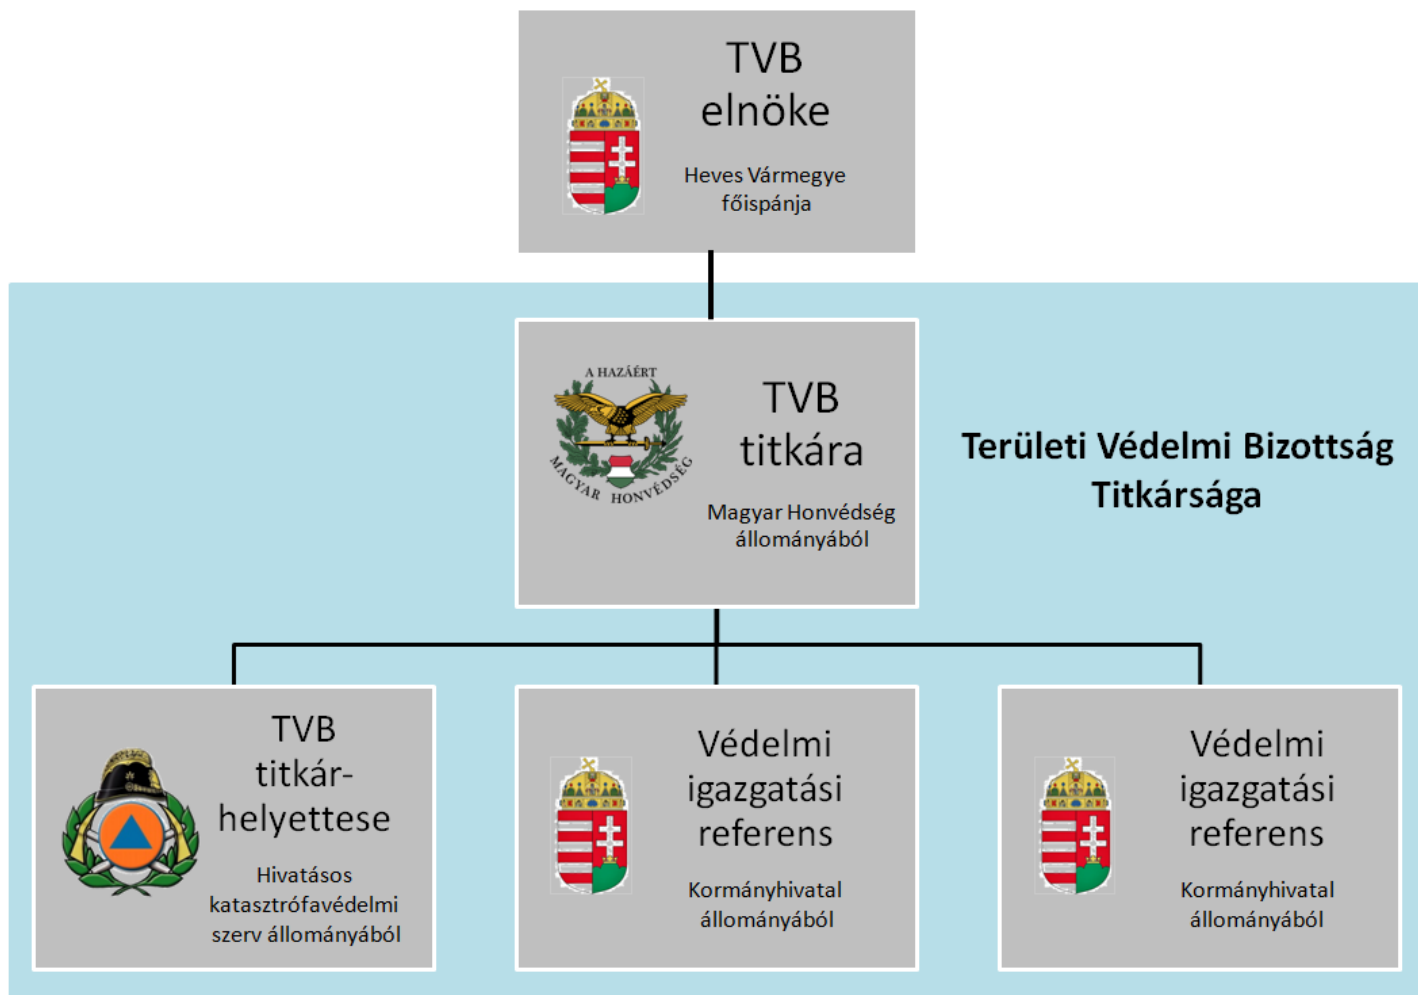 TVB
elnöke
Heves Vármegye
főispánja
A HAZÁÉRT
MAGYAR HONVÉDSÉG
TVB
titkára
Magyar Honvédség
állományából
Területi Védelmi Bizottság
Titkársága
TVB
titkár-
helyettese
Hivatásos
katasztrófavédelmi
szerv állományából
Védelmi
igazgatási
referens
Kormányhivatal
állományából
Védelmi
igazgatási
referens
Kormányhivatal
állományából